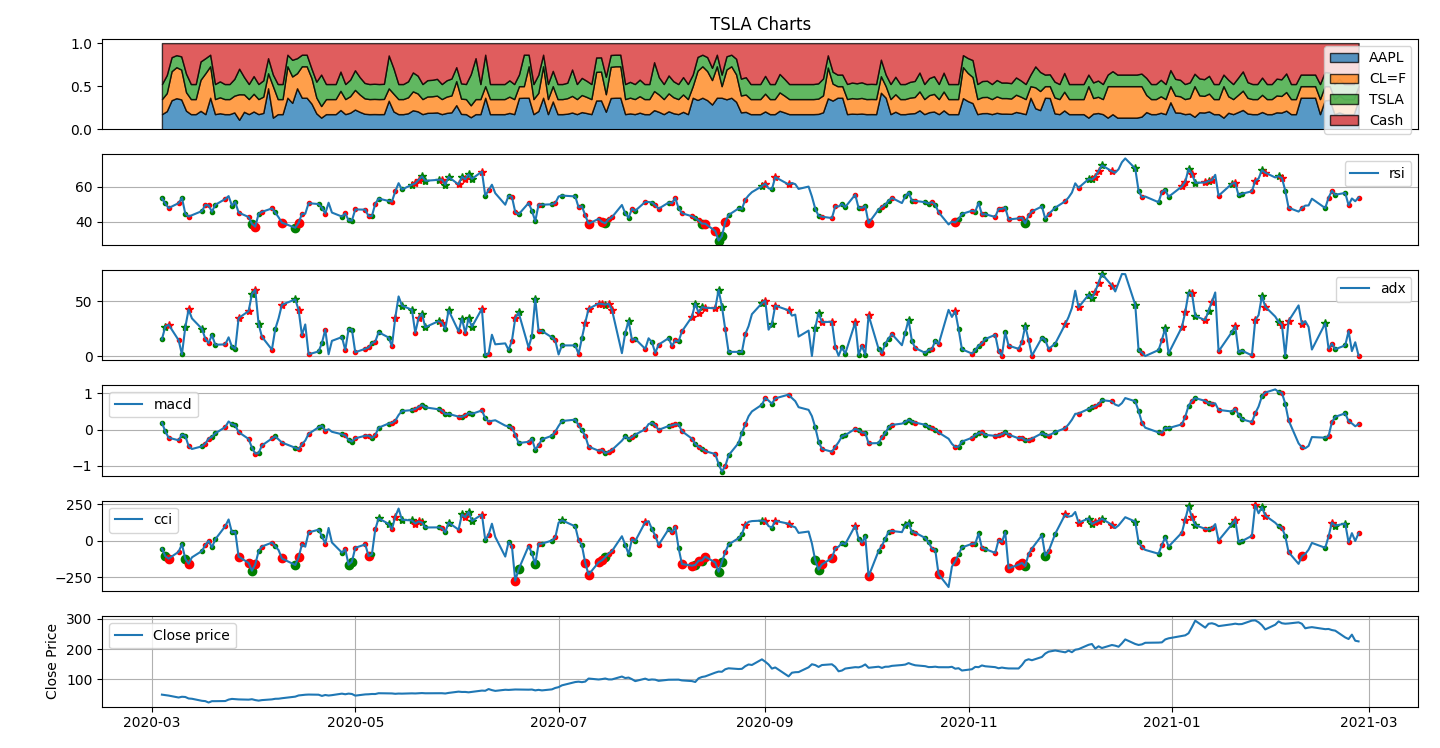 TSLA Charts
1.0
0.5
0.0
AAPL
CL=F
TSLA
Cash
60
40
rsi
50
0
adx
1
0
−1
macd
250
0
−250
cci
300
200
100
Close Price
Close price
2020-03 2020-05 2020-07 2020-09 2020-11 2021-01 2021-03